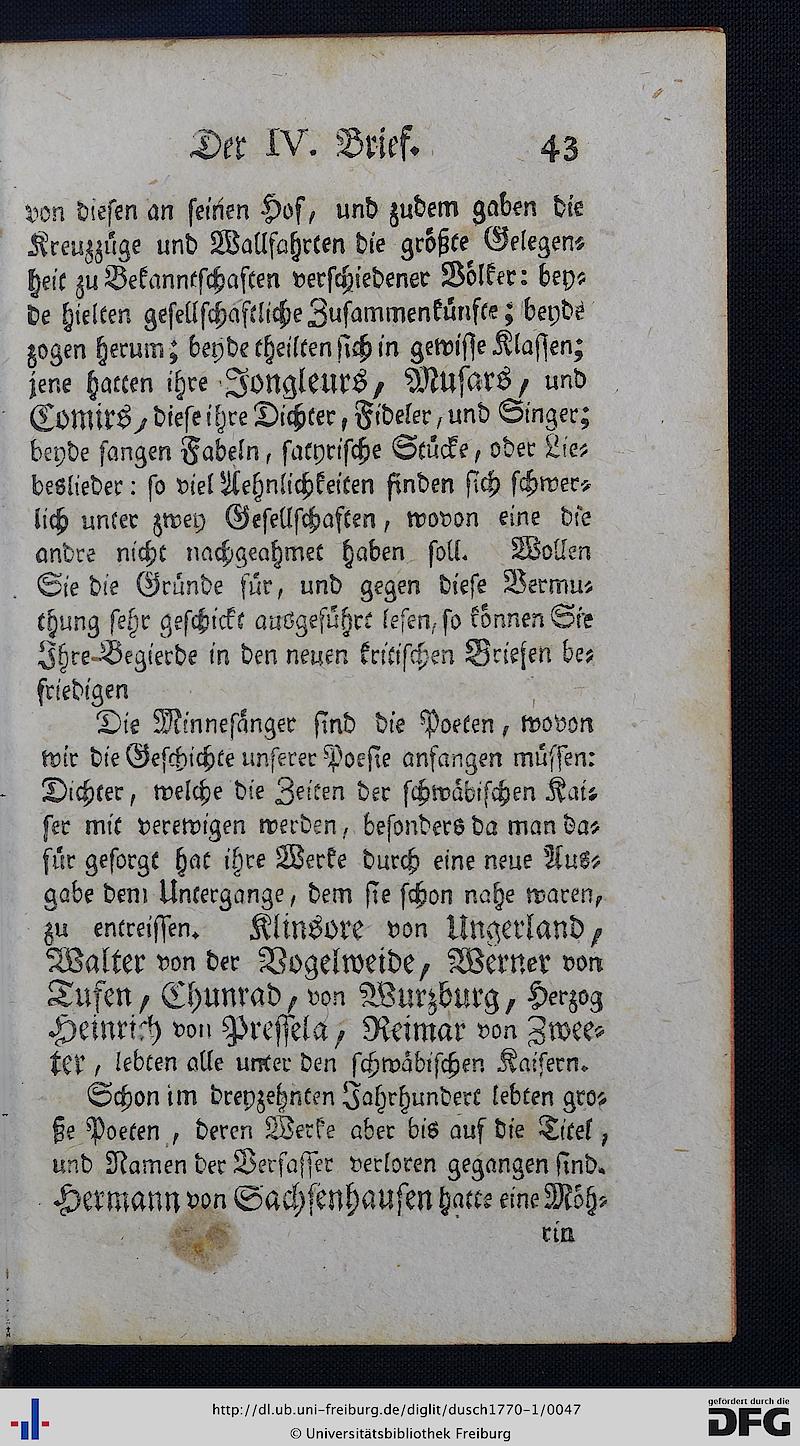 Der IV. Brief. 43
von diesen an seinen Hof, und zudem gaben die
Kreuzzüge und Wallfahrten die größte Gelegen-
heit zu Bekanntschaften verschiedener Völker: bey-
de hielten gesellschaftliche Zusammenkünfte; beyde
zogen herum; beyde theilten sich in gewisse Klassen;
jene hatten ihre Jongleurs, Musars, und
Comirs, diese ihre Dichter, Fideler, und Singer;
beyde sangen Fabeln, satyrische Stücke, oder Lie-
beslieder: so viel Aehnlichkeiten finden sich schwer-
lich unter zwey Gesellschaften, wovon eine die
andre nicht nachgeahmet haben soll. Wollen
Sie die Gründe für, und gegen diese Vermu-
thung sehr geschickt ausgeführt lesen, so können Sie
Ihre Begierde in den neuen kritischen Briefen be-
friedigen
Die Minnesänger sind die Poeten, wovon
wir die Geschichte unserer Poesie anfangen müssen:
Dichter, welche die Zeiten der schwäbischen Kai-
ser mit verewigen werden, besonders da man da-
für gesorgt hat ihre Werke durch eine neue Aus-
gabe dem Untergange, dem sie schon nahe waren,
zu entreissen. Klinsore von Ungerland,
Walter von der Vogelweide, Werner von
Tufen, Chunrad, von Wurzburg, Herzog
Heinrich von Pressela, Reimar von Zwee-
ter, lebten alle unter den schwäbischen Kaisern.
Schon im dreyzehnten Jahrhundert lebten gro-
ße Poeten, deren Werke aber bis auf die Titel,
und Namen der Verfasser verloren gegangen sind.
Hermann von Sachsenhausen hatte eine Möh-
rin
http://dl.ub.uni-freiburg.de/diglit/dusch1770-1/0047
© Universitätsbibliothek Freiburg
gefördert durch die
DFG